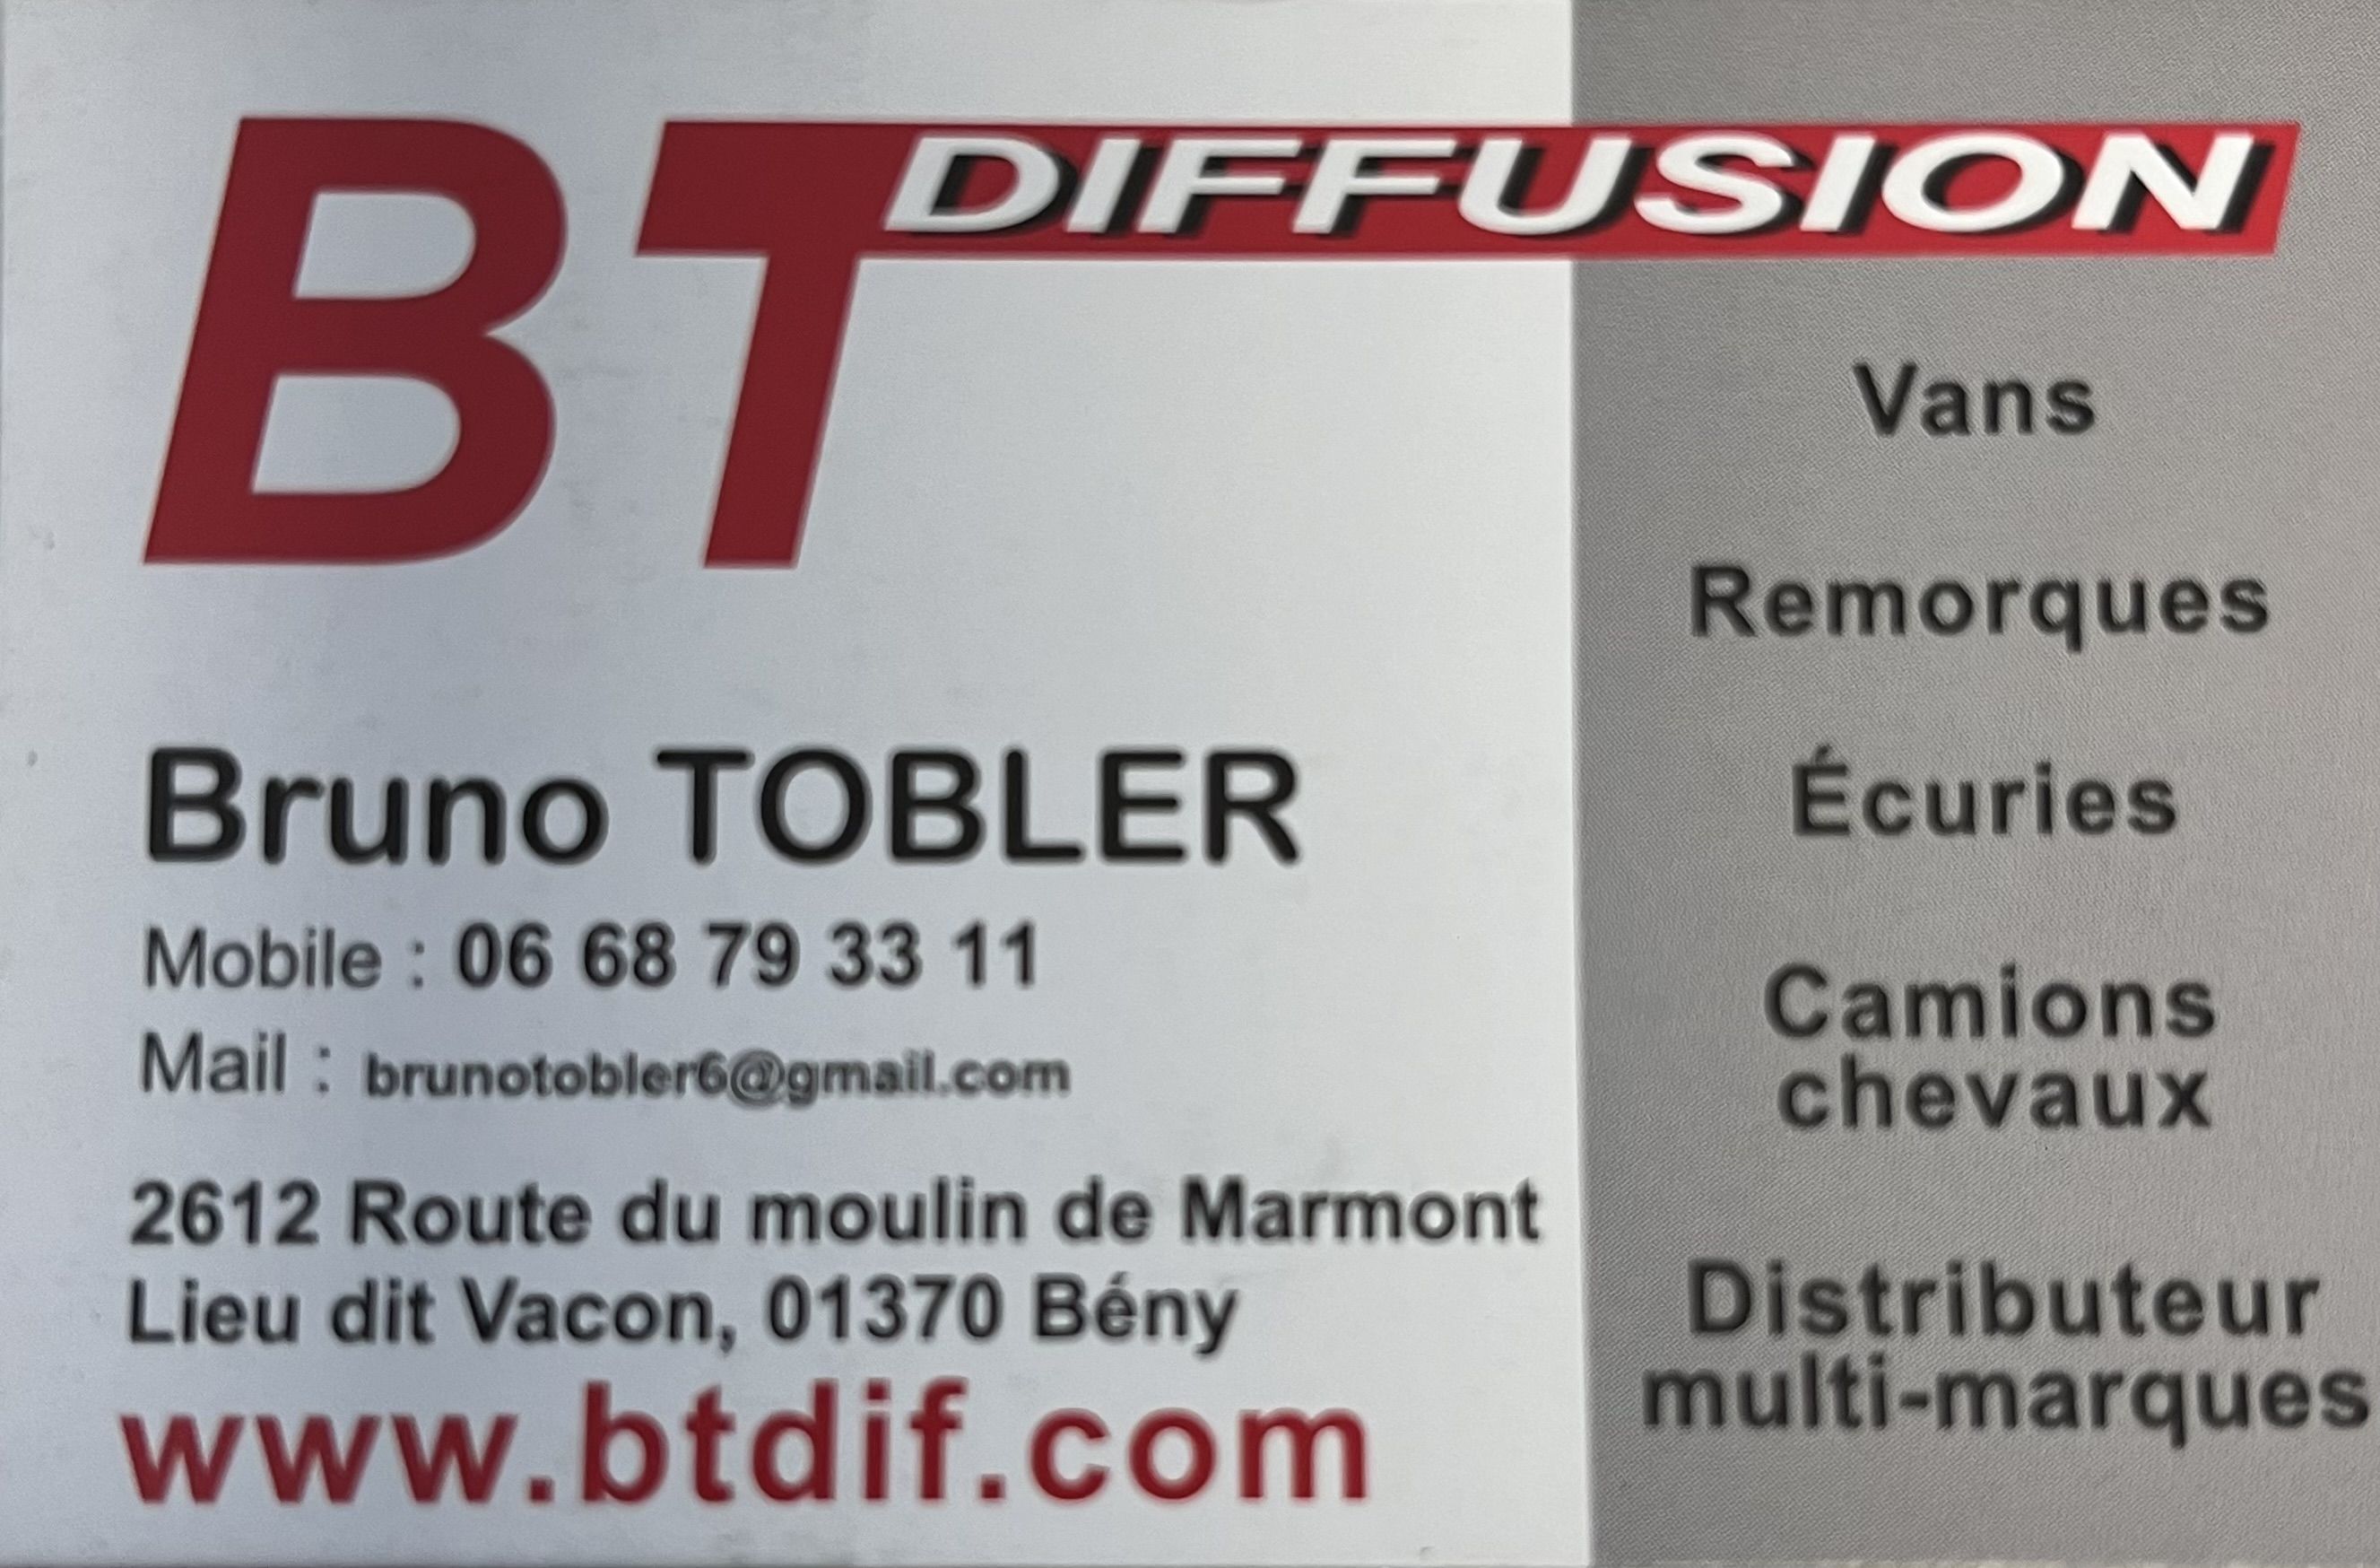 BT DIFFUSION
Bruno TOBLER
Mobile : 06 68 79 33 11
Mail : brunotobler6@gmail.com
2612 Route du moulin de Marmont
Lieu dit Vacon, 01370 Bény
www.btdif.com
Vans
Remorques
Écuries
Camions
chevaux
Distributeur
multi-marques